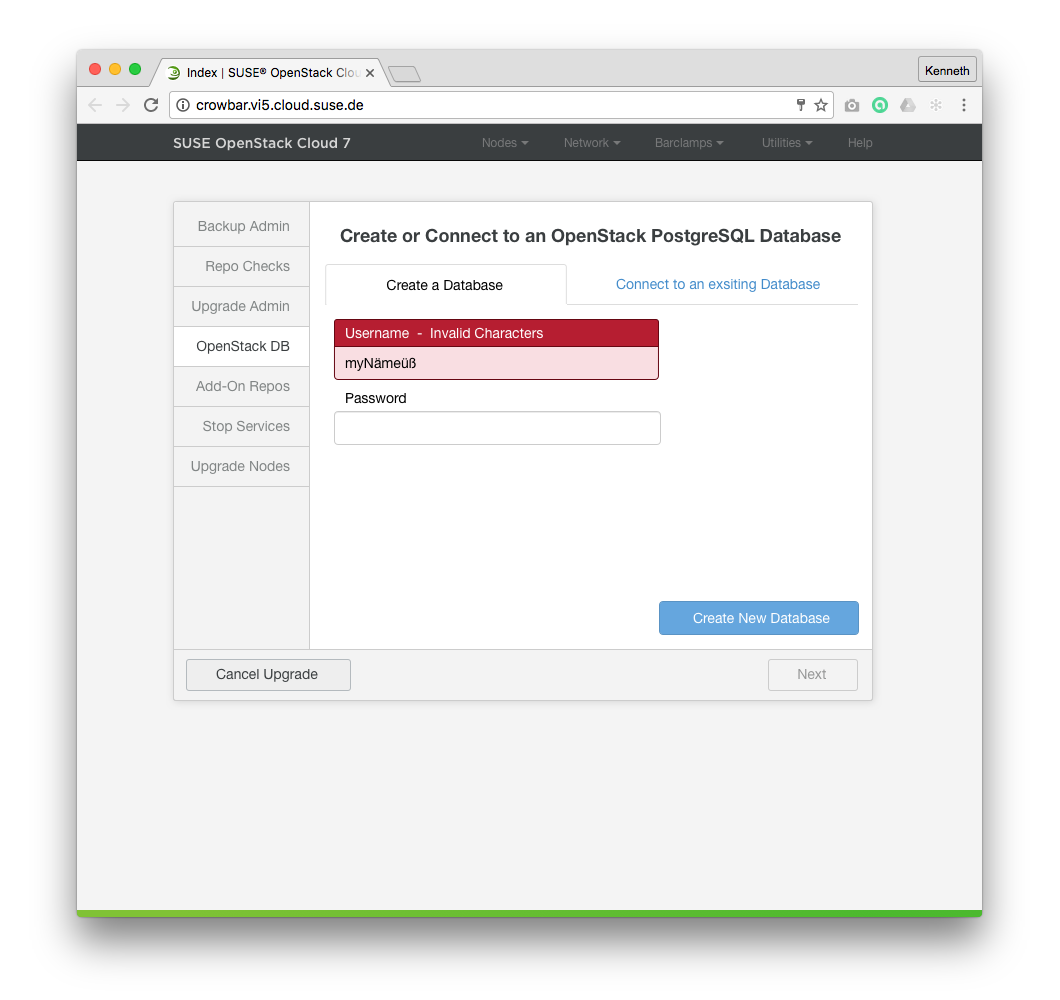 Index | SUSE® OpenStack Clou
Kenneth
crowbar.vi5.cloud.suse.de
SUSE OpenStack Cloud 7 Nodes Network Barclamps Utilities Help
Backup Admin
Repo Checks
Upgrade Admin
OpenStack DB
Add-On Repos
Stop Services
Upgrade Nodes
Create or Connect to an OpenStack PostgreSQL Database
Create a Database Connect to an exsiting Database
Username - Invalid Characters
myNämeüß
Password
Create New Database
Cancel Upgrade Next